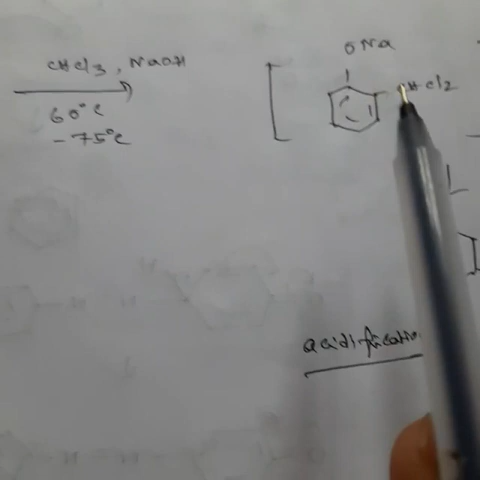 CHCl3, NaOH
60°C
-75°C
ONa
CHCl2
acidification